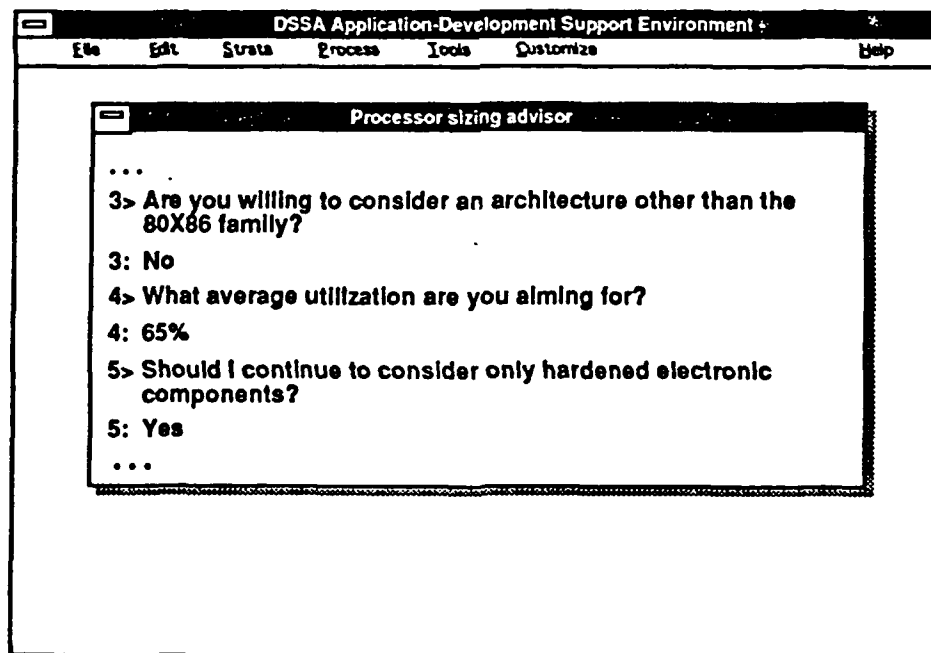 DSSA Application-Development Support Environment
File Edit Strata Process Tools Customize Help
Processor sizing advisor
...
3> Are you willing to consider an architecture other than the
80X86 family?
3: No
4> What average utilization are you aiming for?
4: 65%
5> Should I continue to consider only hardened electronic
components?
5: Yes
...